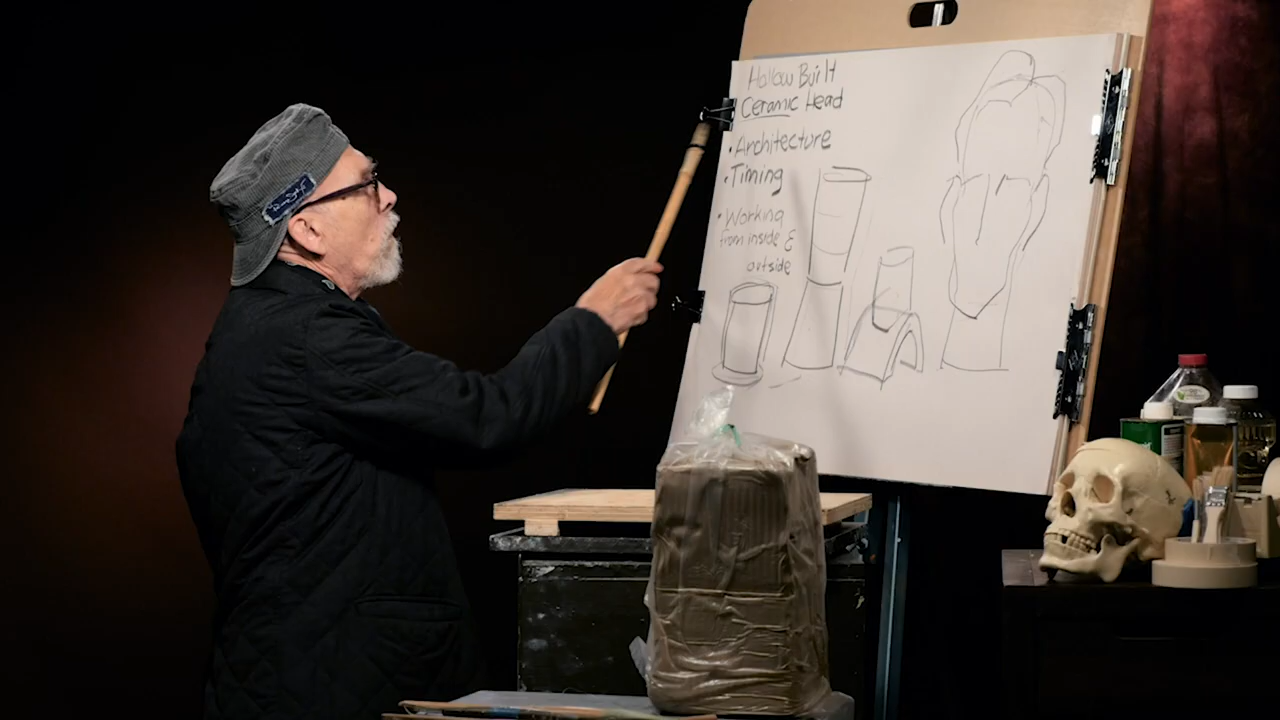 Hollow Built
Ceramic Head
• Architecture
• Timing
• Working
from inside &
outside